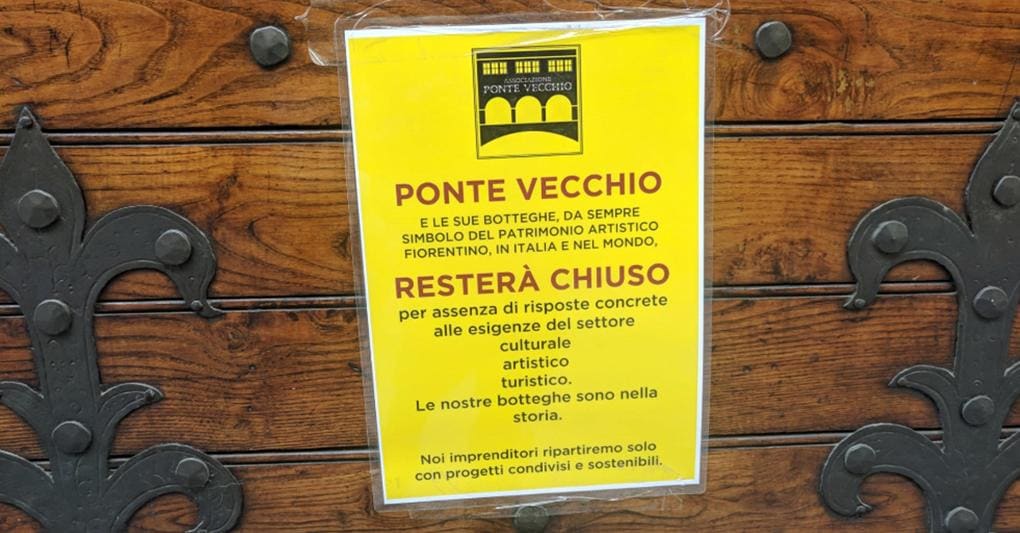 ASSOCIAZIONE
PONTE VECCHIO
PONTE VECCHIO
E LE SUE BOTTEGHE, DA SEMPRE
SIMBOLO DEL PATRIMONIO ARTISTICO
FIORENTINO, IN ITALIA E NEL MONDO,
RESTERÀ CHIUSO
per assenza di risposte concrete
alle esigenze del settore
culturale
artistico
turistico.
Le nostre botteghe sono nella
storia.
Noi imprenditori ripartiremo solo
con progetti condivisi e sostenibili.